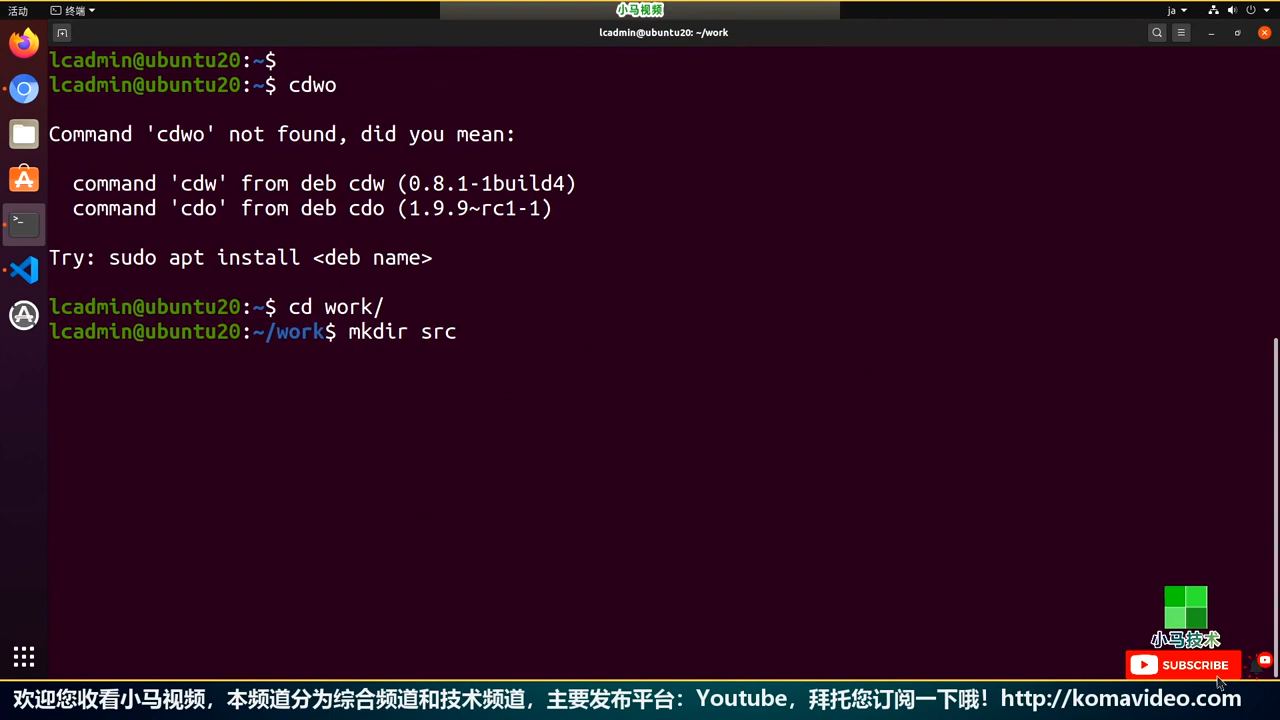 活动
终端
小马视频
ja
lcadmin@ubuntu20: ~/work
lcadmin@ubuntu20:~$
lcadmin@ubuntu20:~$ cdwo
Command 'cdwo' not found, did you mean:
command 'cdw' from deb cdw (0.8.1-1build4)
command 'cdo' from deb cdo (1.9.9~rc1-1)
Try: sudo apt install <deb name>
lcadmin@ubuntu20:~$ cd work/
lcadmin@ubuntu20:~/work$ mkdir src
小马技术
SUBSCRIBE
欢迎您收看小马视频，本频道分为综合频道和技术频道，主要发布平台：Youtube，拜托您订阅一下哦！http://komavideo.com